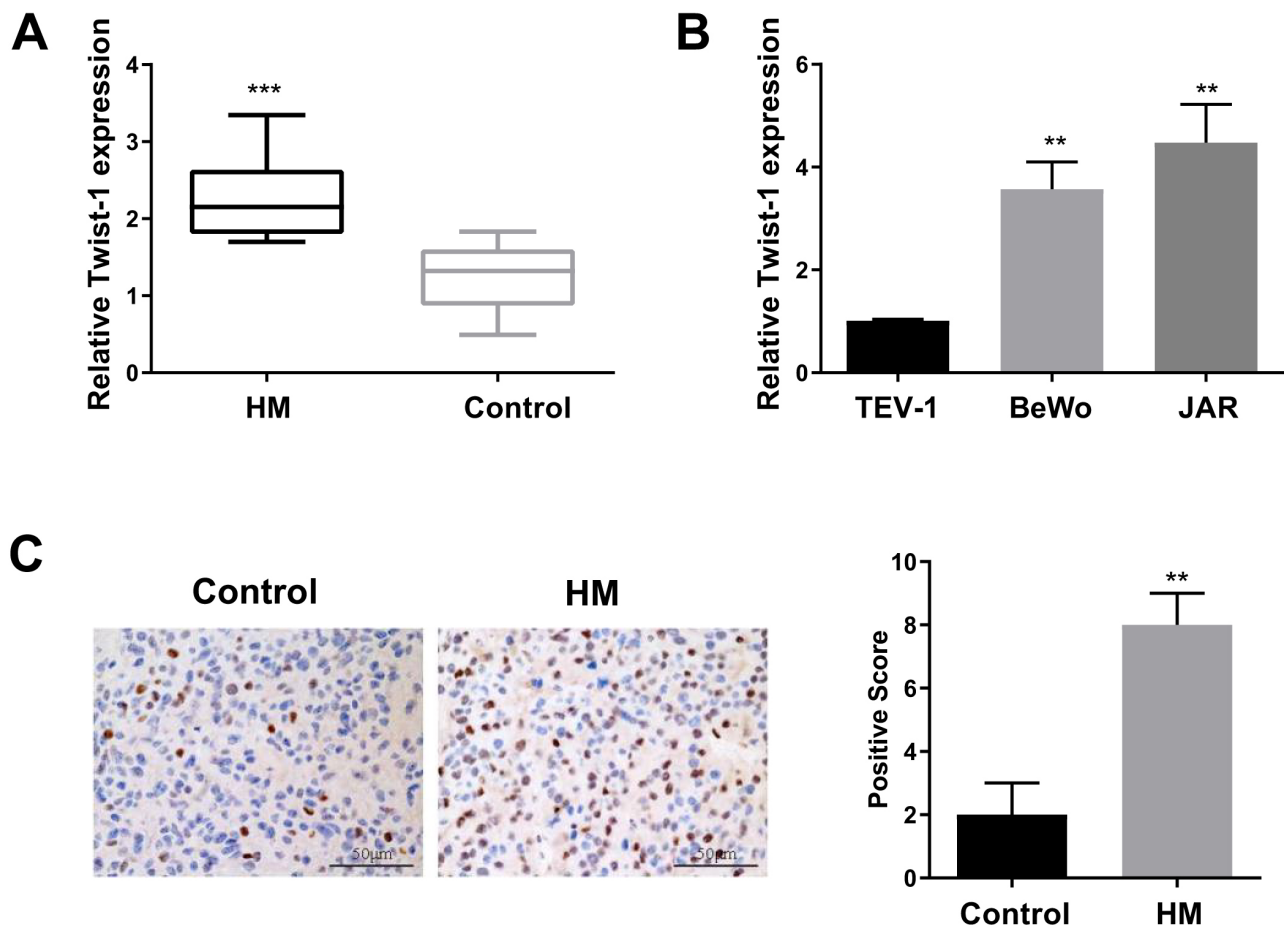 A
Relative Twist-1 expression
4
3
2
1
0
***
HM
Control
B
Relative Twist-1 expression
6
4
2
0
**
**
TEV-1
BeWo
JAR
C
Control
HM
50μm
50μm
Positive Score
10
8
6
4
2
0
**
Control
HM